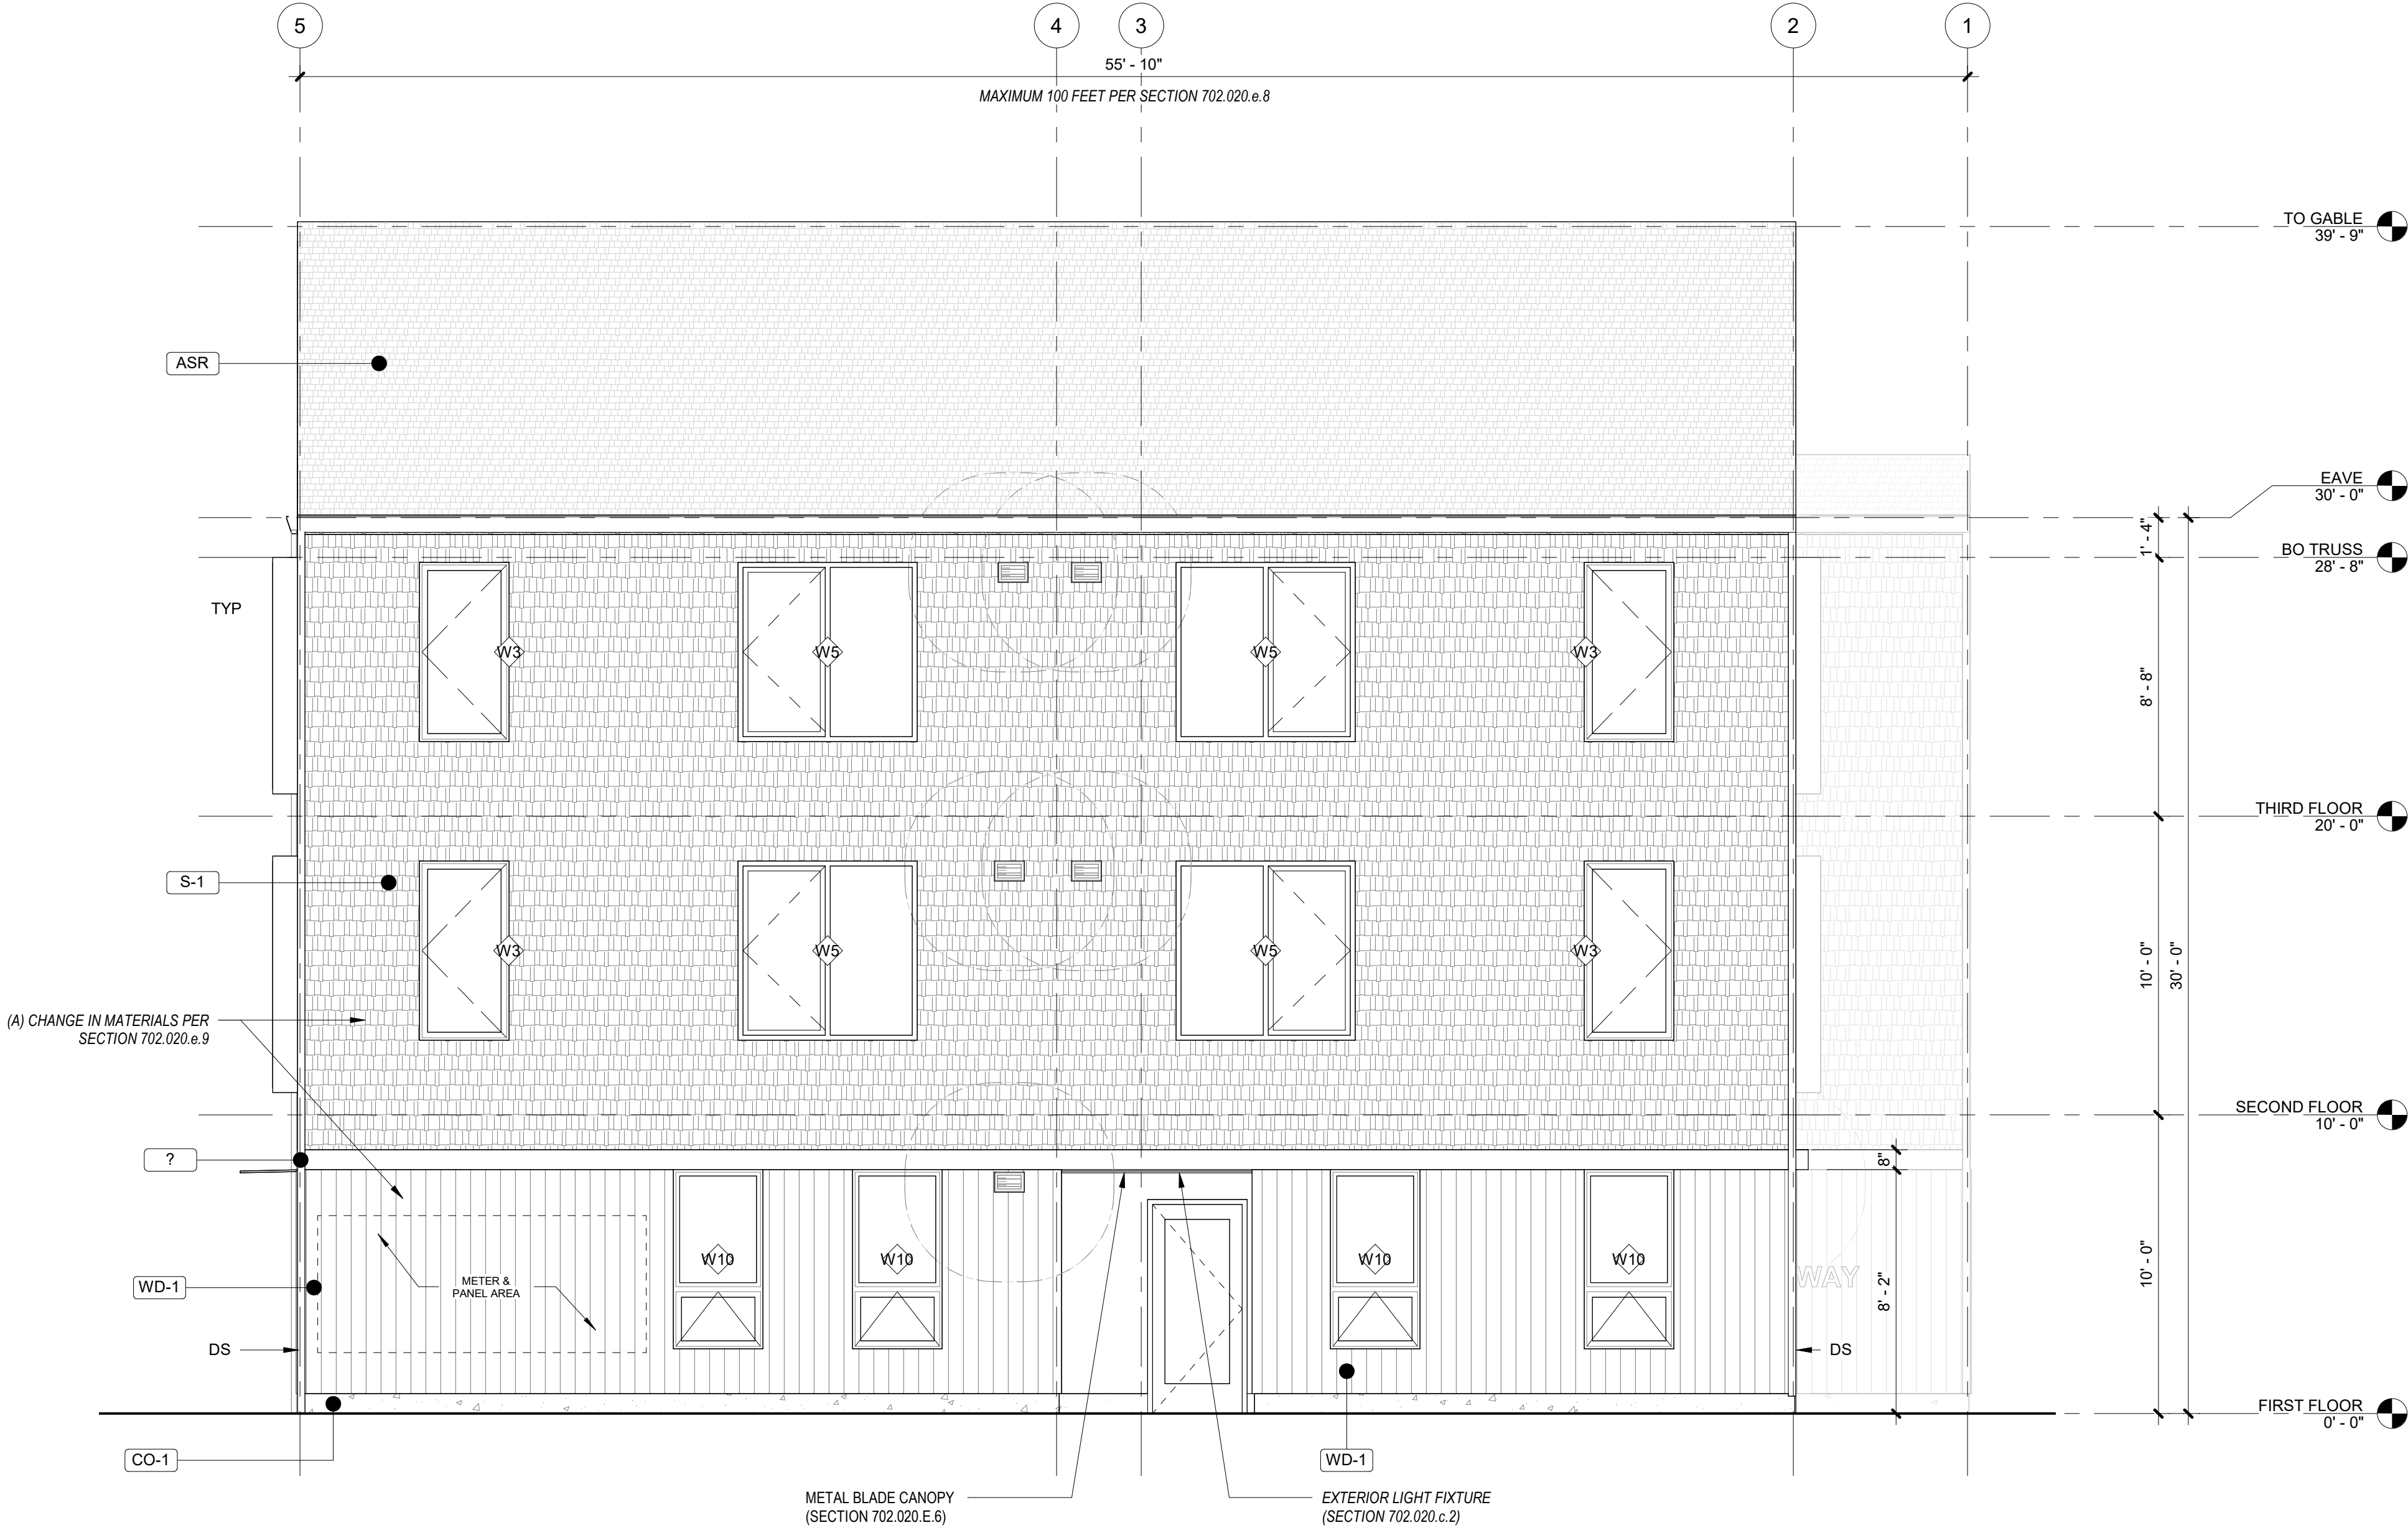 5
4
3
2
1
55' - 10"
MAXIMUM 100 FEET PER SECTION 702.020.e.8
TO GABLE
39' - 9"
ASR
EAVE
30' - 0"
1' - 4"
BO TRUSS
28' - 8"
TYP
W3
W5
W5
W3
8' - 8"
THIRD FLOOR
20' - 0"
S-1
W3
W5
W5
W3
10' - 0"
30' - 0"
(A) CHANGE IN MATERIALS PER
SECTION 702.020.e.9
SECOND FLOOR
10' - 0"
?
8"
W10
W10
W10
W10
WAY
METER &
PANEL AREA
WD-1
10' - 0"
8' - 2"
DS
DS
FIRST FLOOR
0' - 0"
CO-1
WD-1
METAL BLADE CANOPY
(SECTION 702.020.E.6)
EXTERIOR LIGHT FIXTURE
(SECTION 702.020.c.2)